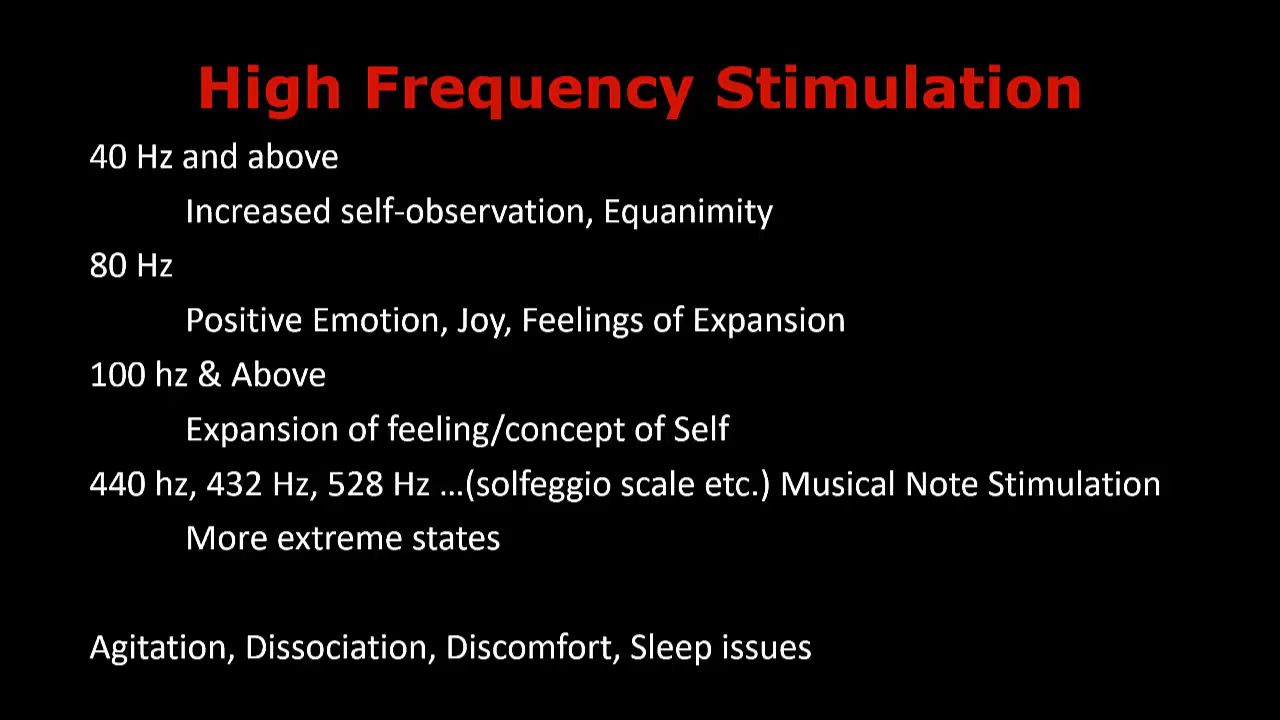 High Frequency Stimulation
40 Hz and above
Increased self-observation, Equanimity
80 Hz
Positive Emotion, Joy, Feelings of Expansion
100 hz & Above
Expansion of feeling/concept of Self
440 hz, 432 Hz, 528 Hz …(solfeggio scale etc.) Musical Note Stimulation
More extreme states
Agitation, Dissociation, Discomfort, Sleep issues